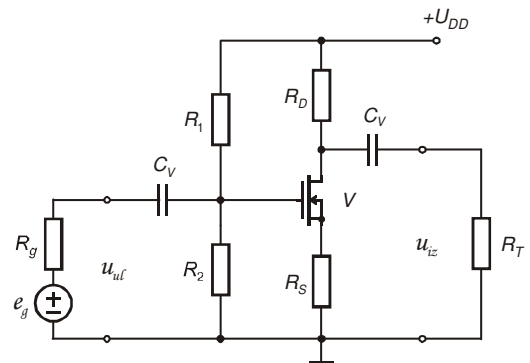 +U_DD
R_D
R_1
C_V
C_V
V
R_g
u_ul
R_2
R_S
u_iz
R_T
e_g